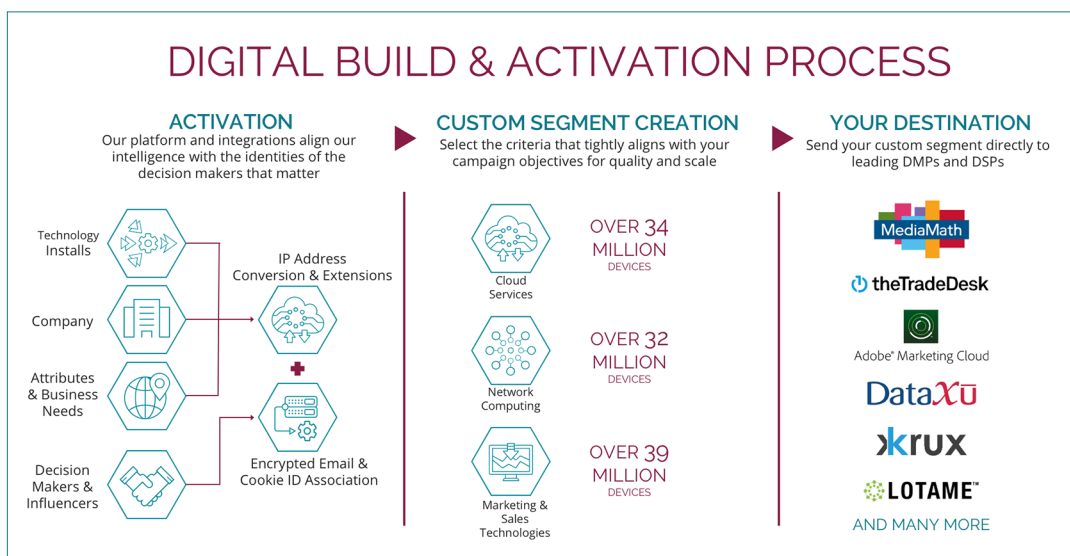 DIGITAL BUILD & ACTIVATION PROCESS
ACTIVATION
Our platform and integrations align our
intelligence with the identities of the
decision makers that matter
Technology
Installs
Company
Attributes
& Business
Needs
Decision
Makers &
Influencers
IP Address
Conversion & Extensions
Encrypted Email &
Cookie ID Association
CUSTOM SEGMENT CREATION
Select the criteria that tightly aligns with your
campaign objectives for quality and scale
Cloud
Services
OVER 34
MILLION
DEVICES
Network
Computing
OVER 32
MILLION
DEVICES
Marketing &
Sales
Technologies
OVER 39
MILLION
DEVICES
YOUR DESTINATION
Send your custom segment directly to
leading DMPs and DSPs
MediaMath
theTradeDesk
Adobe® Marketing Cloud
DataXū
krux
LOTAME™
AND MANY MORE